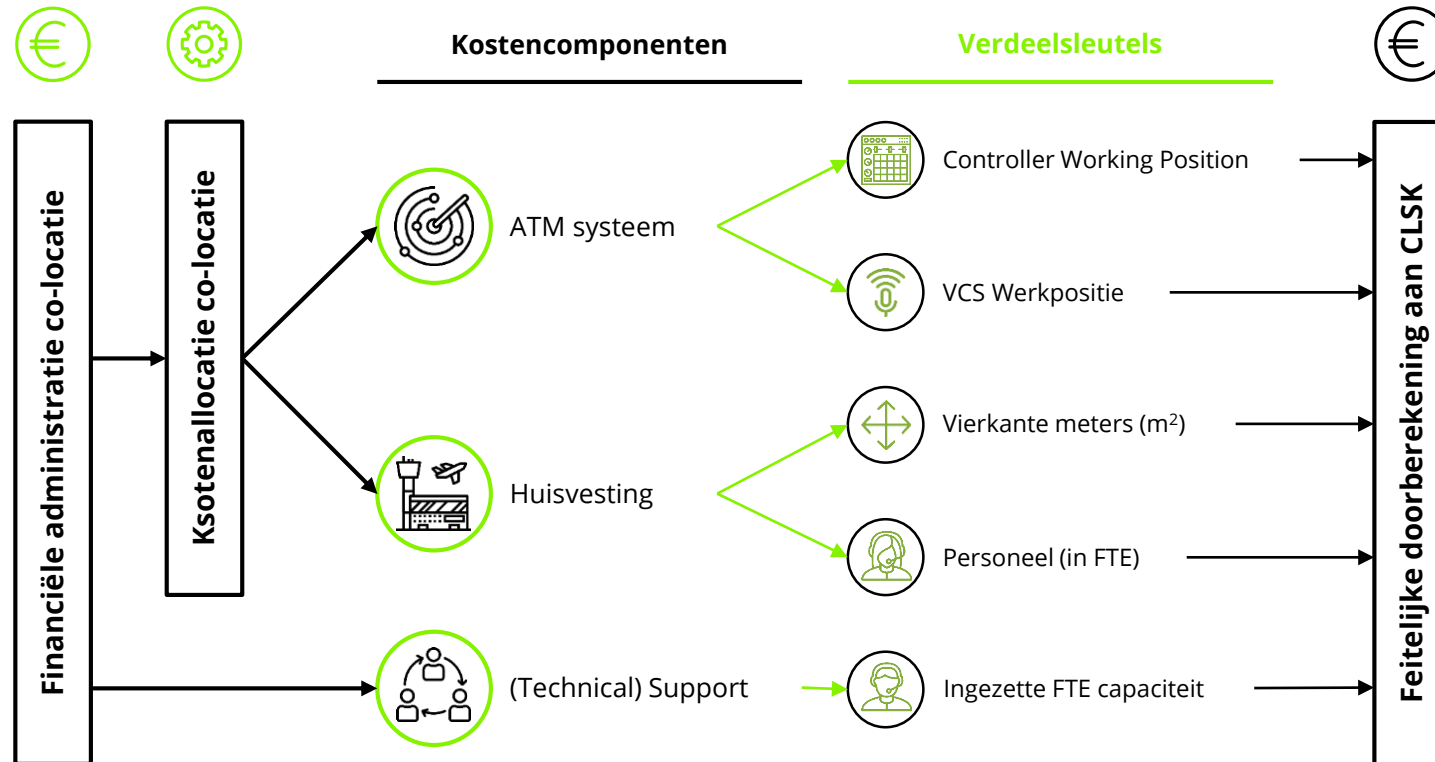 Kostencomponenten
Verdeelsleutels
Financiële administratie co-locatie
Ksotenallocatie co-locatie
ATM systeem
Controller Working Position
VCS Werkpositie
Huisvesting
Vierkante meters (m²)
Personeel (in FTE)
(Technical) Support
Ingezette FTE capaciteit
Feitelijke doorberekening aan CLSK